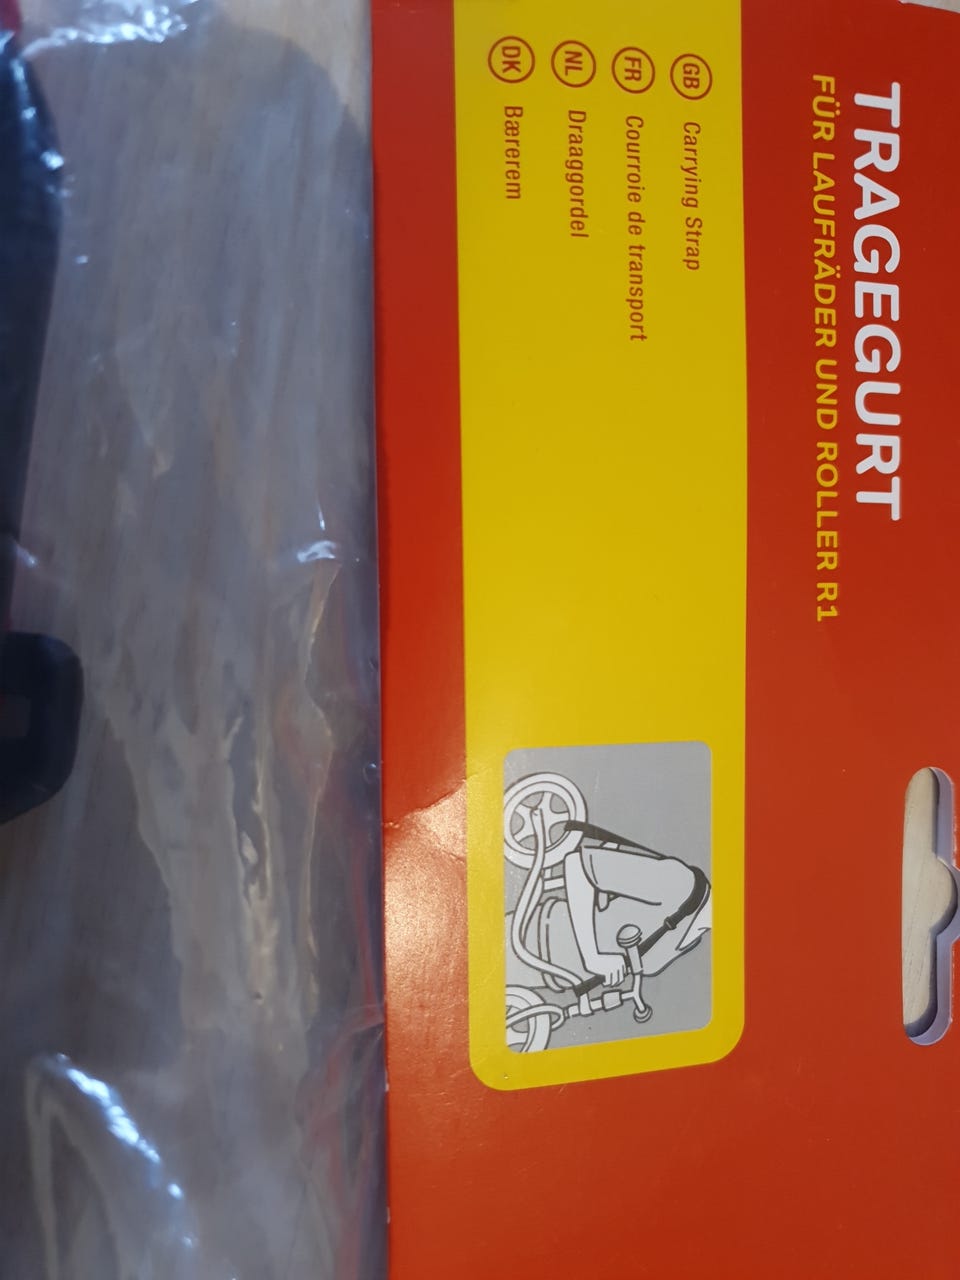 TRAGEGURT
FÜR LAUFRÄDER UND ROLLER R1
GB Carrying Strap
FR Courroie de transport
NL Draaggordel
DK Bærerem